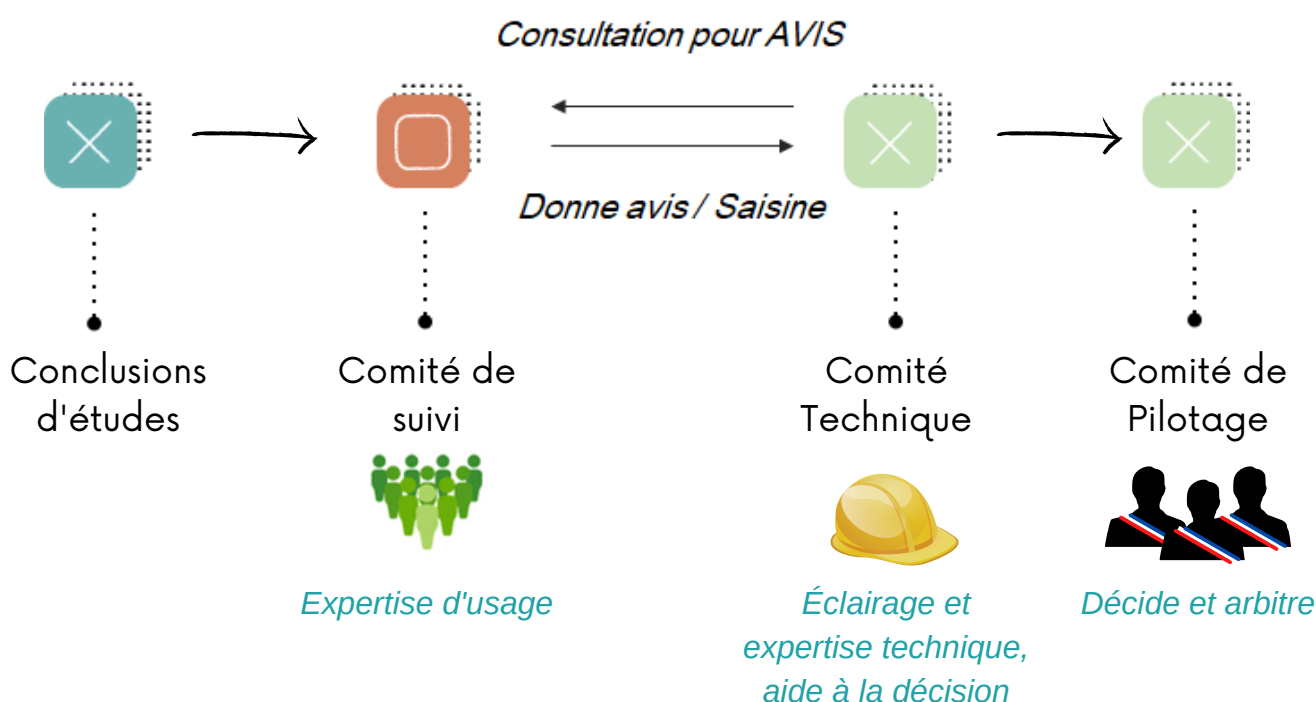 Consultation pour AVIS
Donne avis / Saisine
Conclusions
d'études
Comité de
suivi
Comité
Technique
Comité de
Pilotage
Expertise d'usage
Éclairage et
expertise technique,
aide à la décision
Décide et arbitre